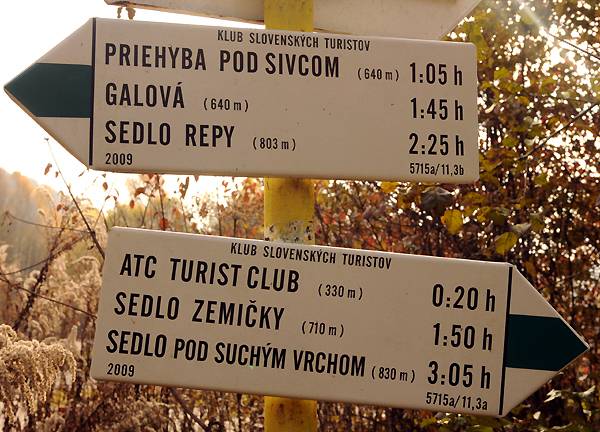 KLUB SLOVENSKÝCH TURISTOV
PRIEHYBA POD SIVCOM (640 m) 1:05 h
GALOVÁ (640 m) 1:45 h
SEDLO REPY (803 m) 2:25 h
2009 5715a/11,3b
KLUB SLOVENSKÝCH TURISTOV
ATC TURIST CLUB (330 m) 0:20 h
SEDLO ZEMIČKY (710 m) 1:50 h
SEDLO POD SUCHÝM VRCHOM (830 m) 3:05 h
2009 5715a/11,3a